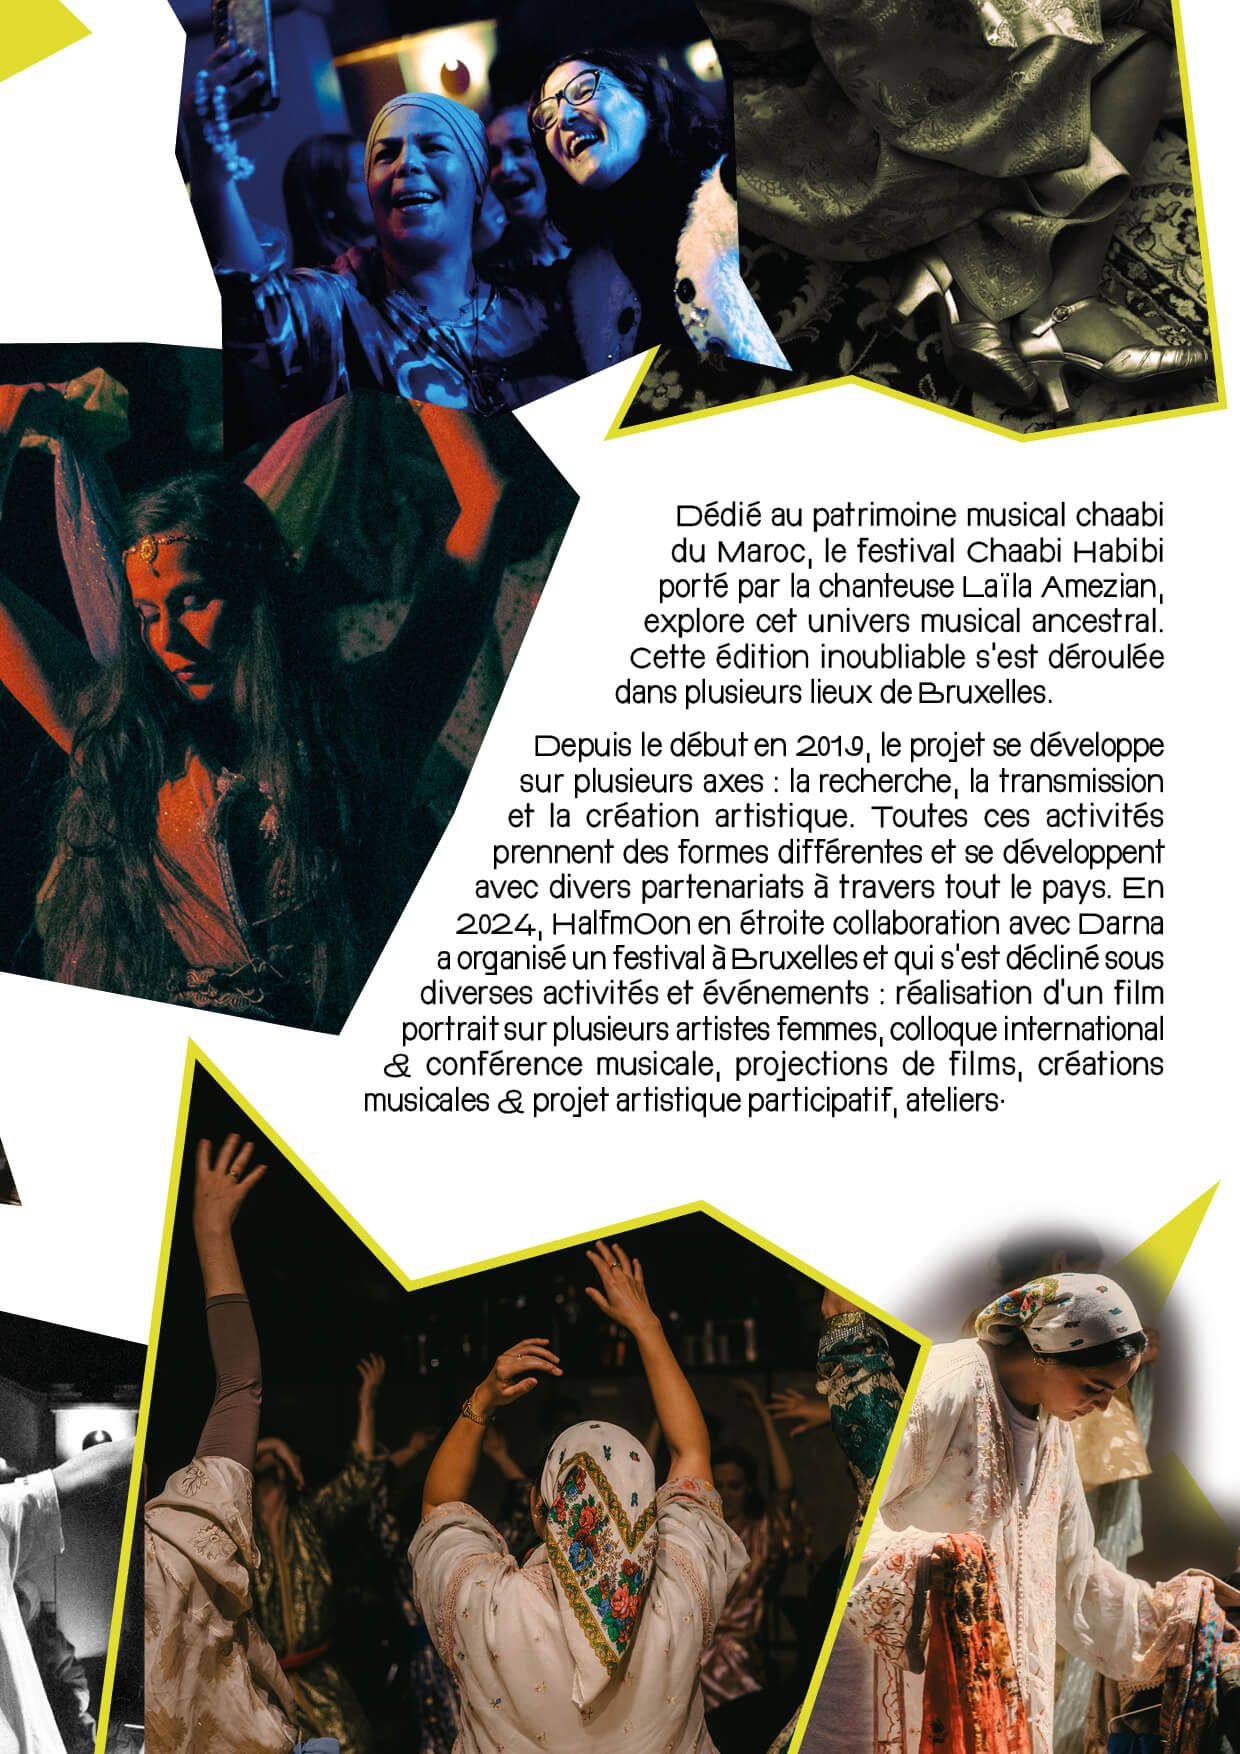 Dédié au patrimoine musical chaabi
du Maroc, le festival Chaabi Habibi
porté par la chanteuse Laïla Amezian,
explore cet univers musical ancestral.
Cette édition inoubliable s'est déroulée
dans plusieurs lieux de Bruxelles.
Depuis le début en 2019, le projet se développe
sur plusieurs axes : la recherche, la transmission
et la création artistique. Toutes ces activités
prennent des formes différentes et se développent
avec divers partenariats à travers tout le pays. En
2024, HalfmOon en étroite collaboration avec Darna
a organisé un festival à Bruxelles et qui s'est décliné sous
diverses activités et événements : réalisation d'un film
portrait sur plusieurs artistes femmes, colloque international
& conférence musicale, projections de films, créations
musicales & projet artistique participatif, ateliers·